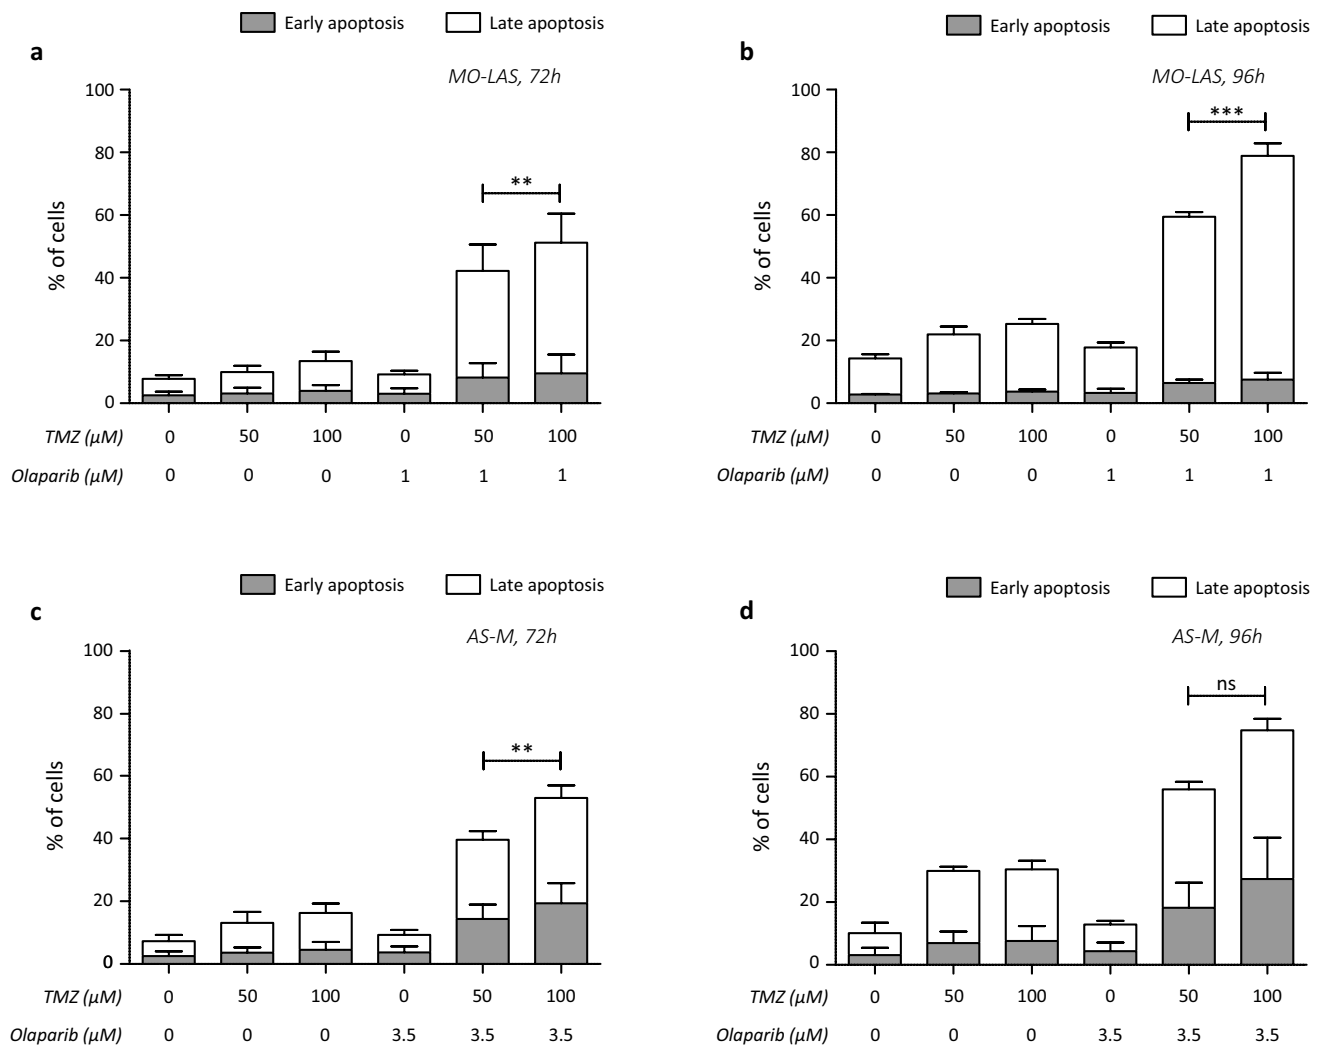 Early apoptosis Late apoptosis
a
MO-LAS, 72h
100
80
60
40
20
0
% of cells
**
TMZ (µM) 0 50 100 0 50 100
Olaparib (µM) 0 0 0 1 1 1
Early apoptosis Late apoptosis
b
MO-LAS, 96h
100
80
60
40
20
0
% of cells
***
TMZ (µM) 0 50 100 0 50 100
Olaparib (µM) 0 0 0 1 1 1
Early apoptosis Late apoptosis
c
AS-M, 72h
100
80
60
40
20
0
% of cells
**
TMZ (µM) 0 50 100 0 50 100
Olaparib (µM) 0 0 0 3.5 3.5 3.5
Early apoptosis Late apoptosis
d
AS-M, 96h
100
80
60
40
20
0
% of cells
ns
TMZ (µM) 0 50 100 0 50 100
Olaparib (µM) 0 0 0 3.5 3.5 3.5